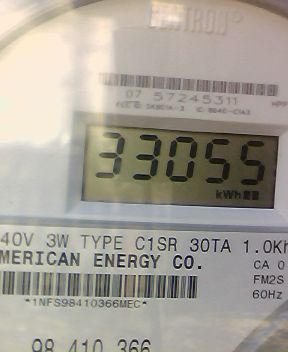 07 57245311
33055
kWh
40V 3W TYPE C1SR 30TA 1.0Kh
MERICAN ENERGY CO.
CA 0
FM2S
60Hz
*1NFS98410366MEC*
98 410 366